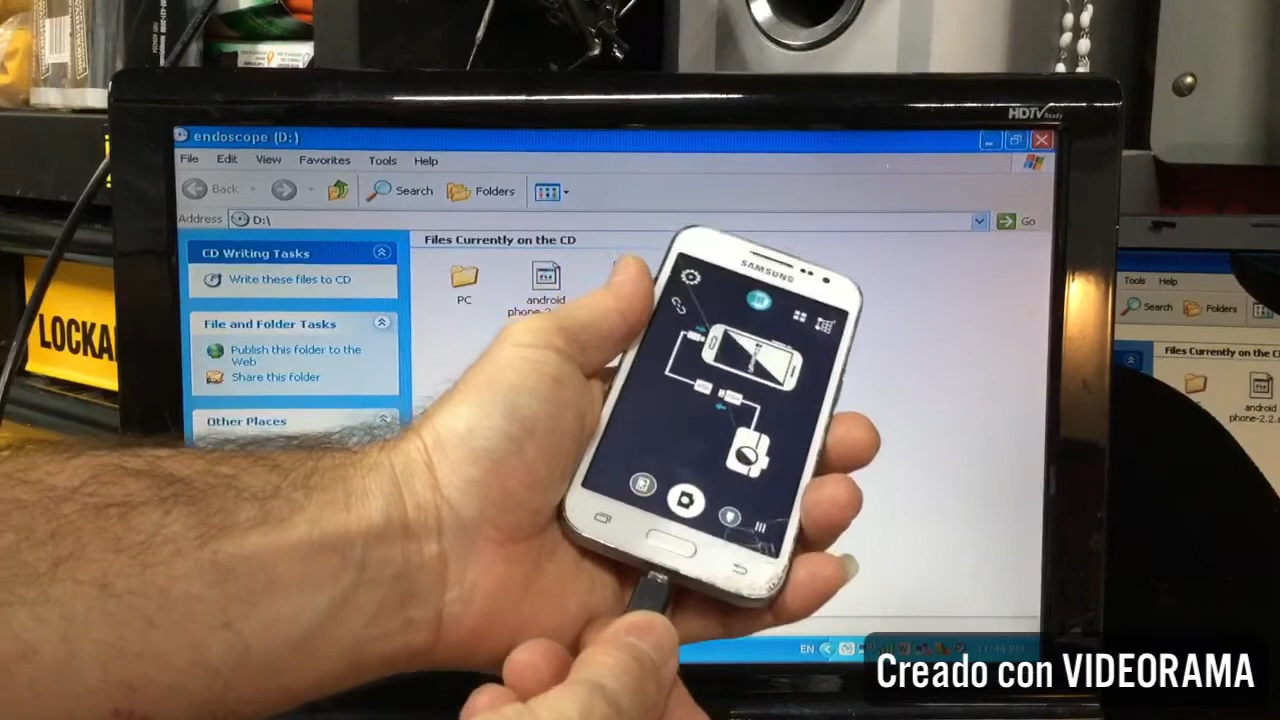 HDTV Ready
endoscope (D:)
File Edit View Favorites Tools Help
Back Search Folders
Address D:\ Go
CD Writing Tasks
Write these files to CD
File and Folder Tasks
Publish this folder to the
Web
Share this folder
Other Places
Files Currently on the CD
PC
android
phone-2.2
SAMSUNG
LOCKA
Tools Help
Search Folders
Files Currently on the C
android
phone-2.2.
EN
Creado con VIDEORAMA